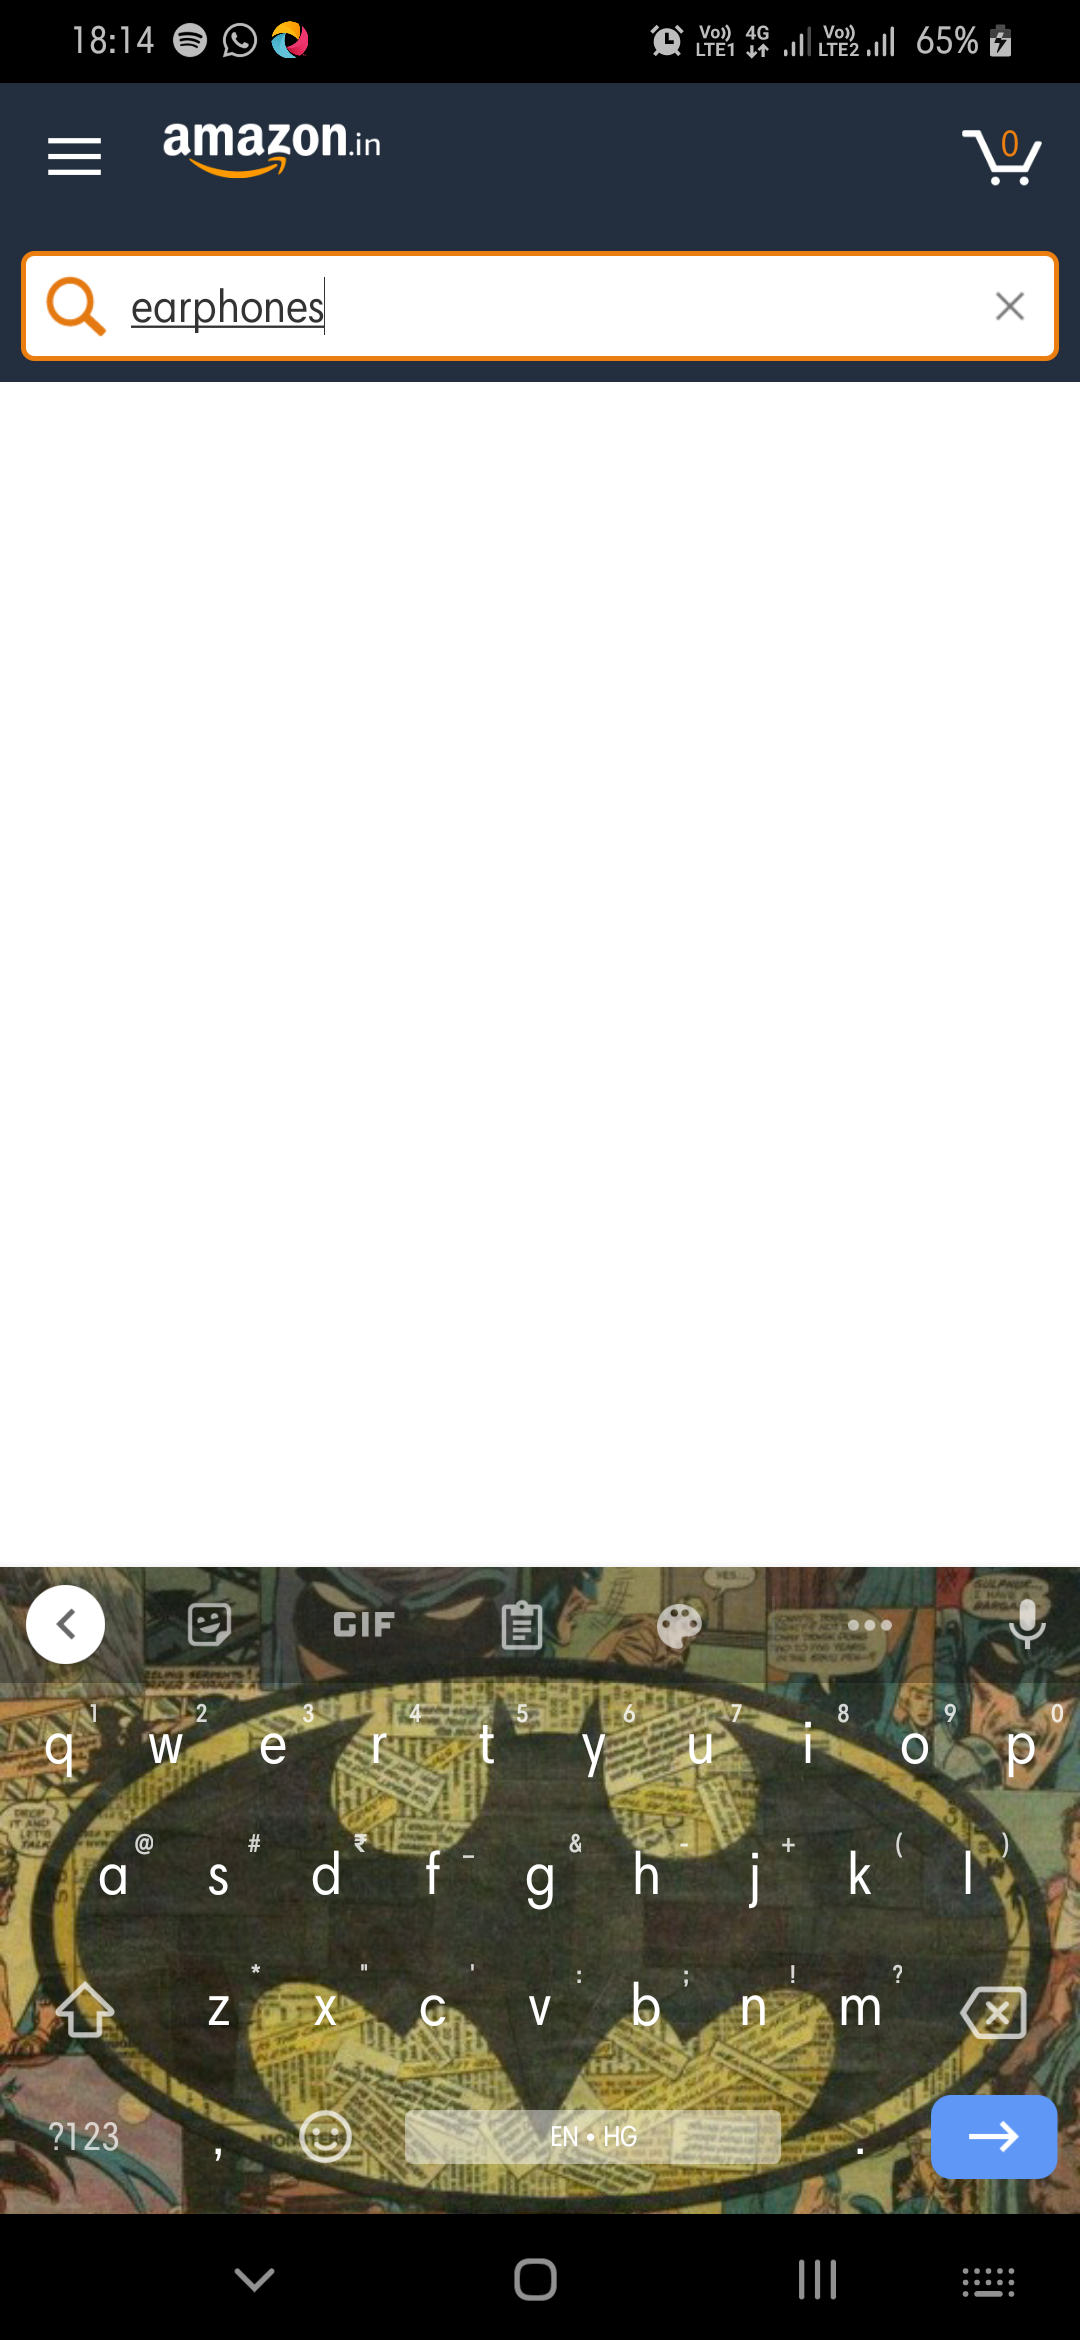 18:14 Vo)) LTE1 4G Vo)) LTE2 65%
amazon.in
0
earphones
GIF
1 2 3 4 5 6 7 8 9 0
q w e r t y u i o p
@ # ₹ _ & - + ( )
a s d f g h j k l
* " ' : ; ! ?
z x c v b n m
?123 , EN • HG .